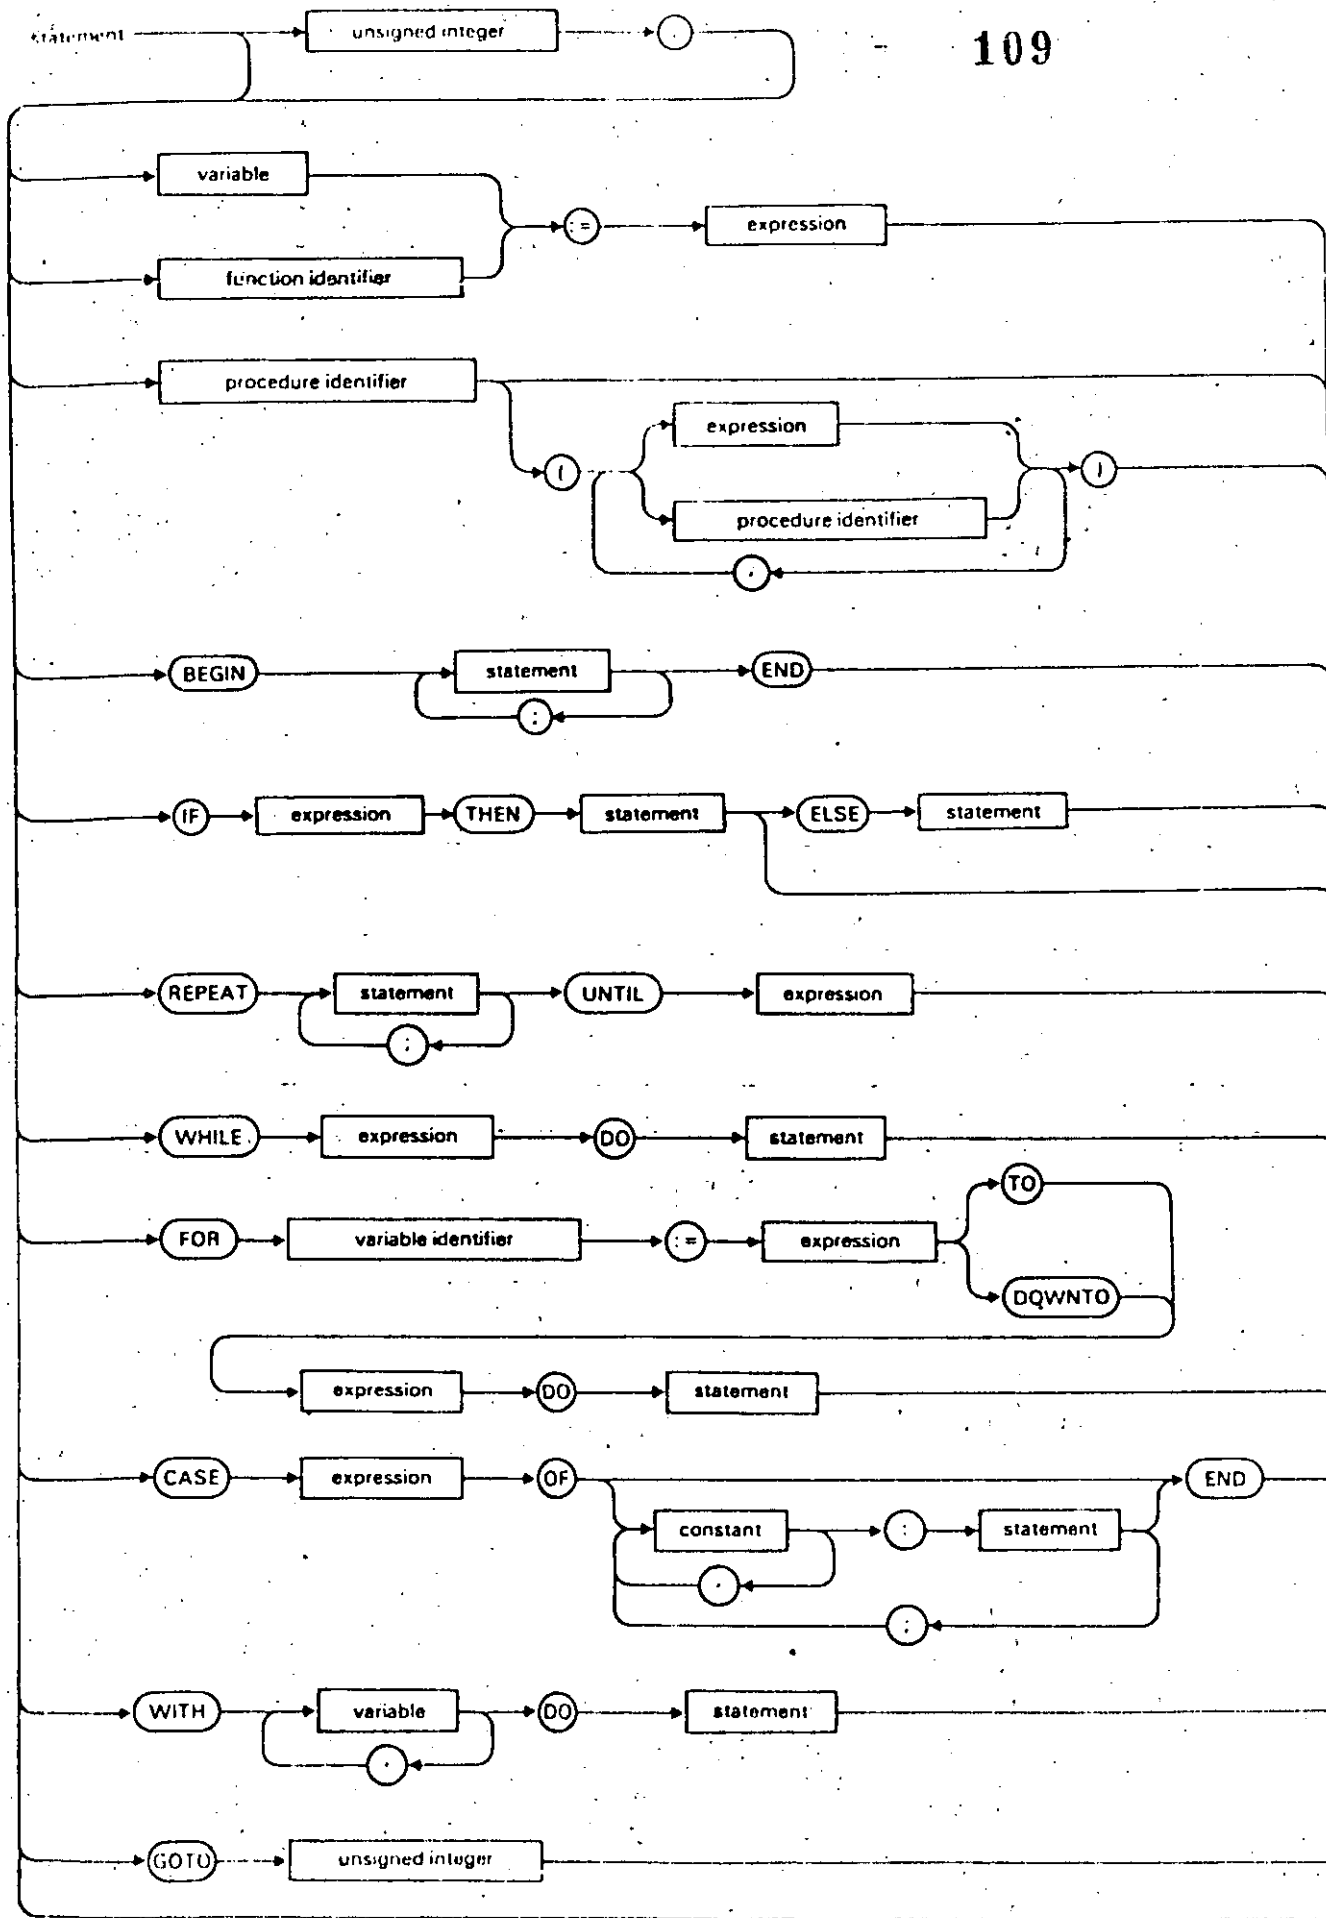 109
statement unsigned integer .
variable
:= expression
function identifier
procedure identifier
expression
( )
procedure identifier
,
BEGIN statement END
;
IF expression THEN statement ELSE statement
REPEAT statement UNTIL expression
;
WHILE expression DO statement
TO
FOR variable identifier := expression
DOWNTO
expression DO statement
CASE expression OF END
constant : statement
,
;
WITH variable DO statement
,
GOTO unsigned integer